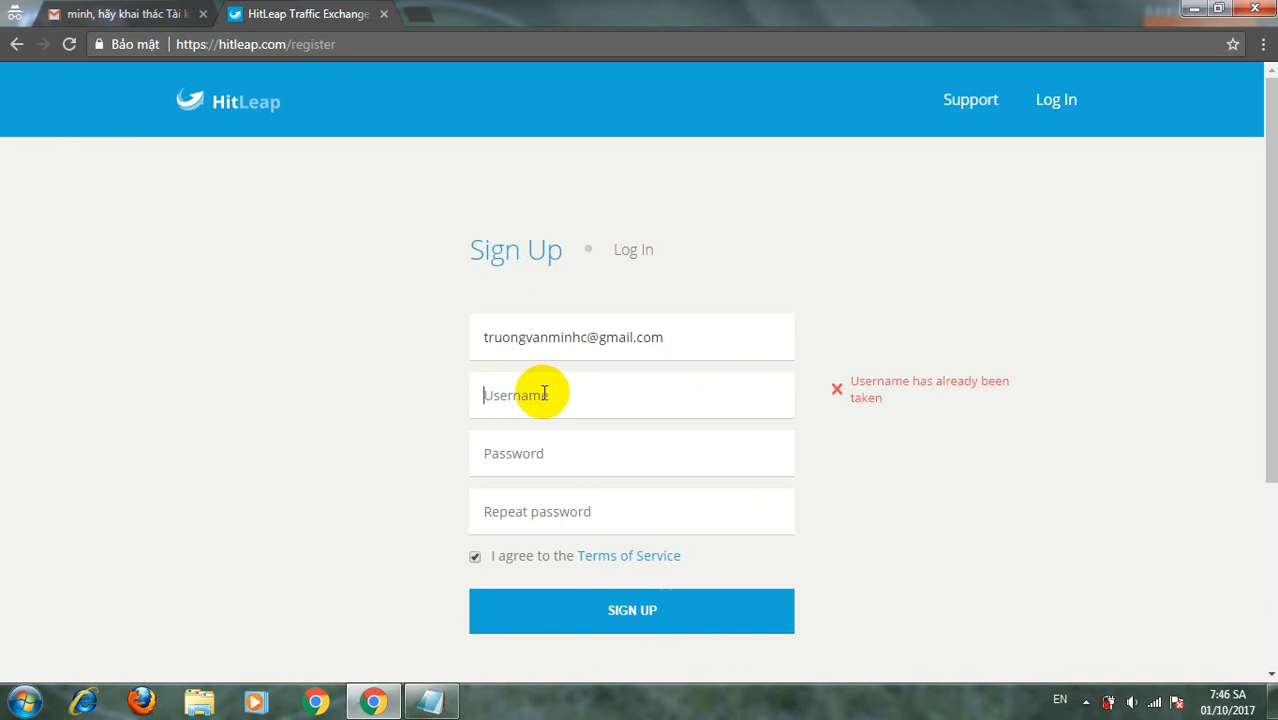 minh, hãy khai thác Tài k
HitLeap Traffic Exchange
Bảo mật https://hitleap.com/register
HitLeap
Support
Log In
Sign Up
Log In
truongvanminhc@gmail.com
Username
Username has already been
taken
Password
Repeat password
I agree to the Terms of Service
SIGN UP
EN
7:46 SA
01/10/2017